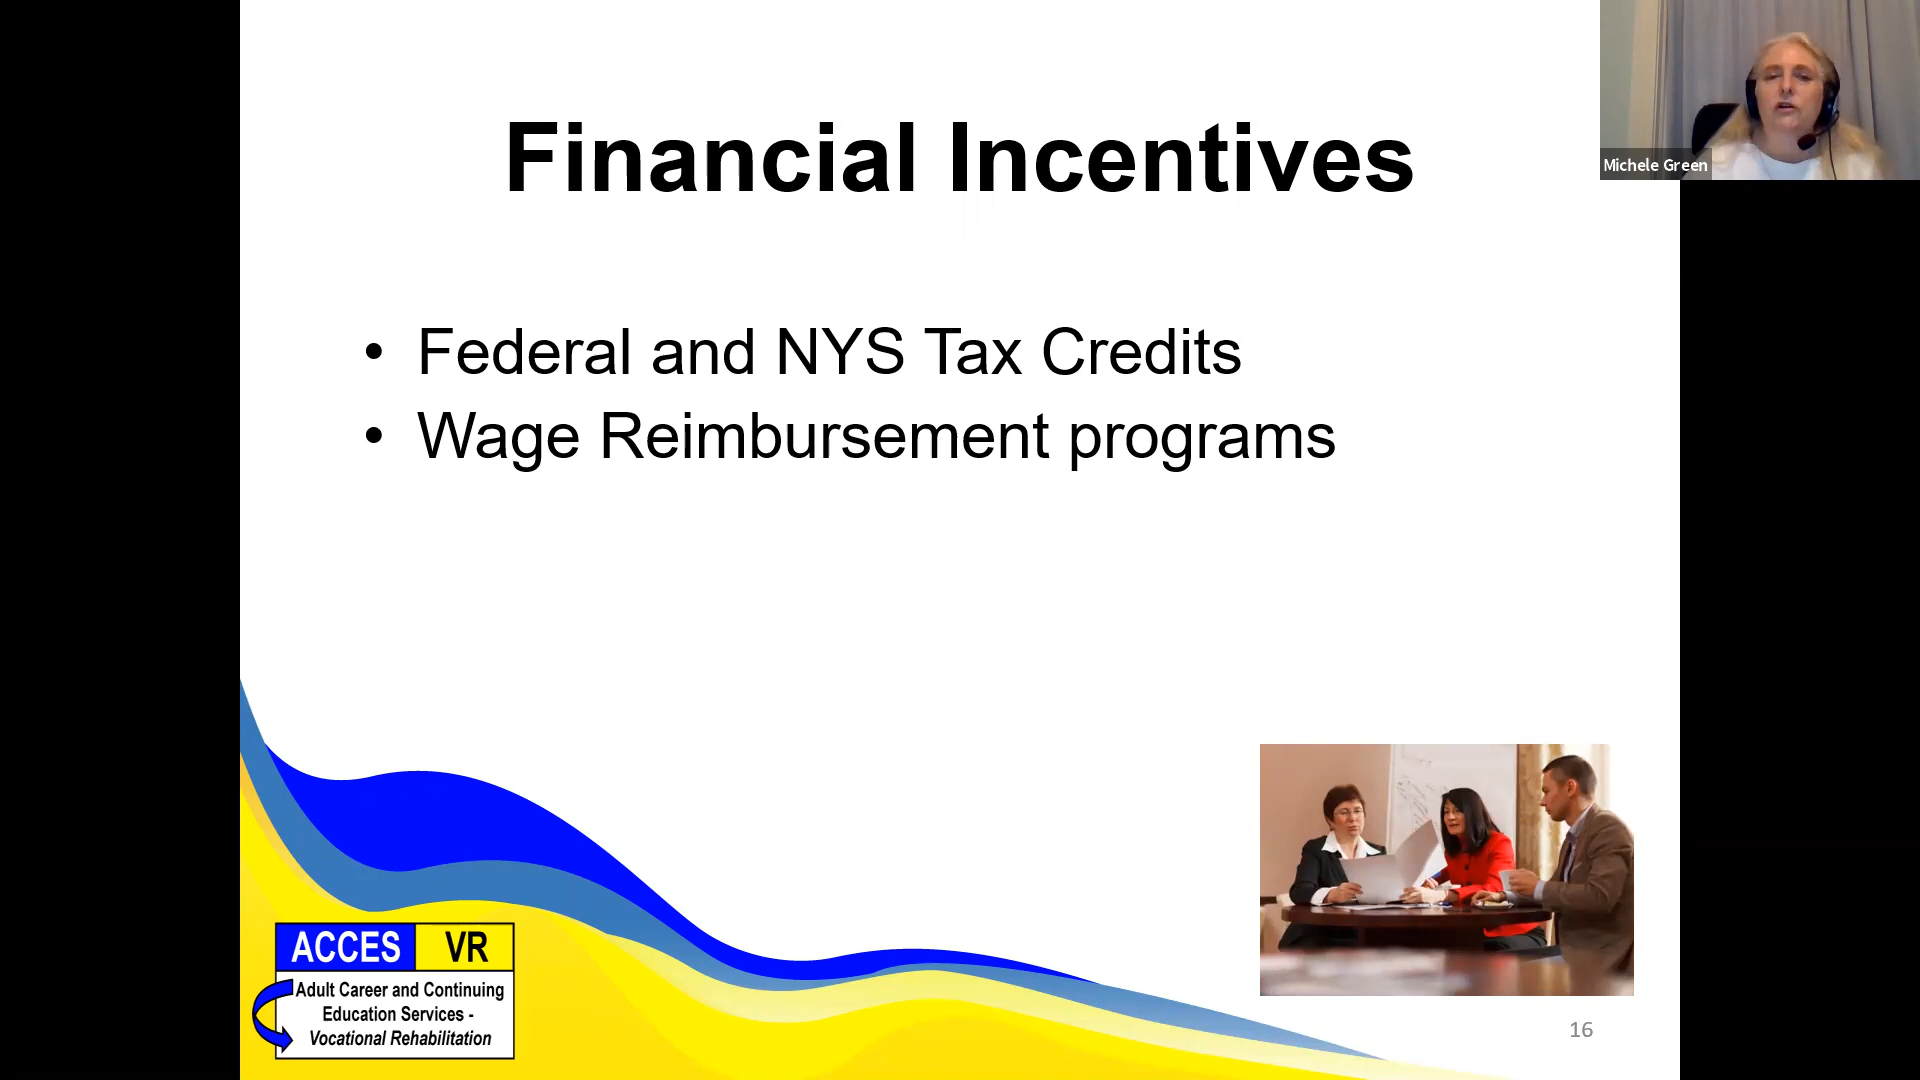 Financial Incentives
• Federal and NYS Tax Credits
• Wage Reimbursement programs
Michele Green
ACCES VR
Adult Career and Continuing
Education Services -
Vocational Rehabilitation
16